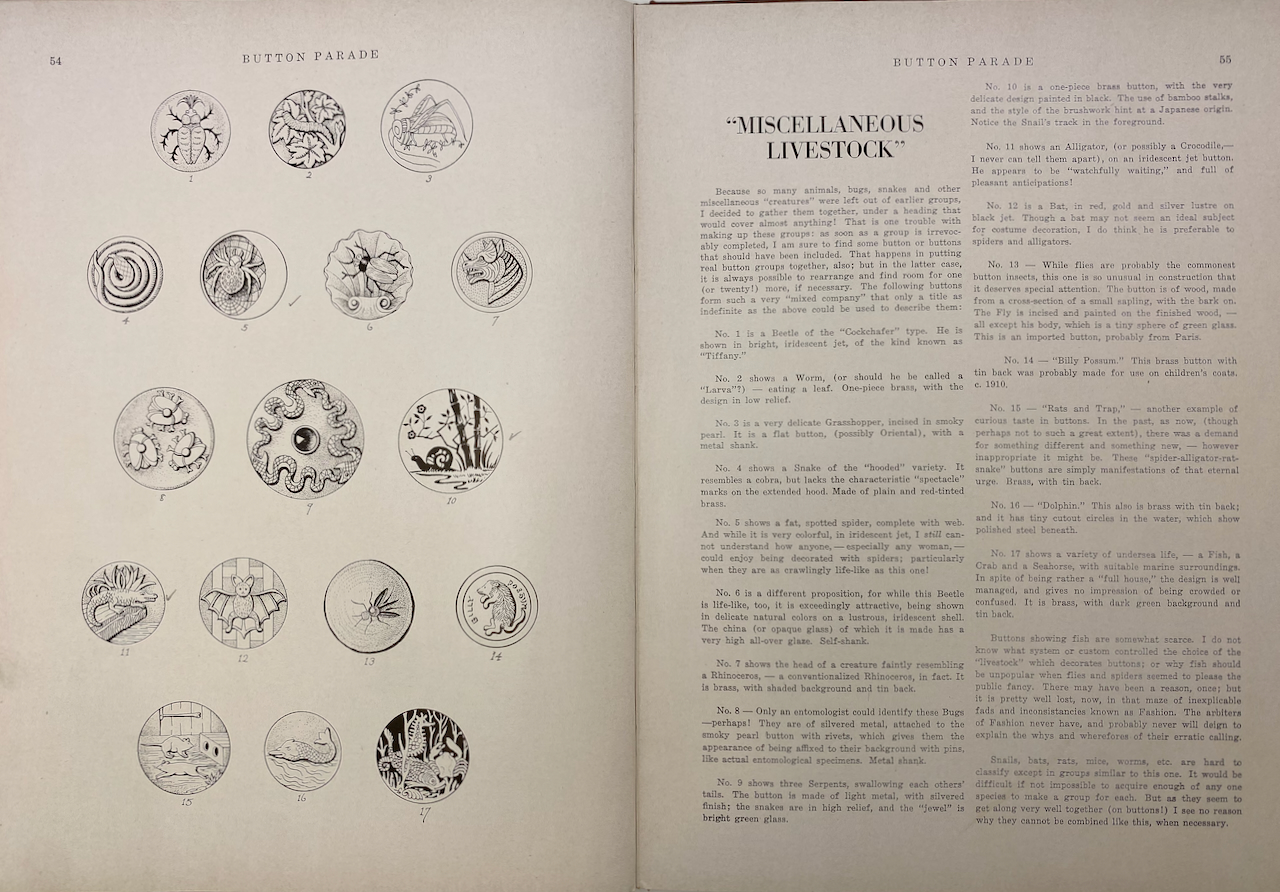 54
BUTTON PARADE
1
2
3
4
5
6
7
8
9
10
11
12
13
BILLY POSSUM
14
15
16
17
BUTTON PARADE
55
“MISCELLANEOUS
LIVESTOCK”
Because so many animals, bugs, snakes and other
miscellaneous “creatures” were left out of earlier groups,
I decided to gather them together, under a heading that
would cover almost anything! That is one trouble with
making up these groups: as soon as a group is irrevoc-
ably completed, I am sure to find some button or buttons
that should have been included. That happens in putting
real button groups together, also; but in the latter case,
it is always possible to rearrange and find room for one
(or twenty!) more, if necessary. The following buttons
form such a very “mixed company” that only a title as
indefinite as the above could be used to describe them:
No. 1 is a Beetle of the “Cockchafer” type. He is
shown in bright, iridescent jet, of the kind known as
“Tiffany.”
No. 2 shows a Worm, (or should he be called a
“Larva”?) — eating a leaf. One-piece brass, with the
design in low relief.
No. 3 is a very delicate Grasshopper, incised in smoky
pearl. It is a flat button, (possibly Oriental), with a
metal shank.
No. 4 shows a Snake of the “hooded” variety. It
resembles a cobra, but lacks the characteristic “spectacle”
marks on the extended hood. Made of plain and red-tinted
brass.
No. 5 shows a fat, spotted spider, complete with web.
And while it is very colorful, in iridescent jet, I still can-
not understand how anyone, — especially any woman, —
could enjoy being decorated with spiders; particularly
when they are as crawlingly life-like as this one!
No. 6 is a different proposition, for while this Beetle
is life-like, too, it is exceedingly attractive, being shown
in delicate natural colors on a lustrous, iridescent shell.
The china (or opaque glass) of which it is made has a
very high all-over glaze. Self-shank.
No. 7 shows the head of a creature faintly resembling
a Rhinoceros, — a conventionalized Rhinoceros, in fact. It
is brass, with shaded background and tin back.
No. 8 — Only an entomologist could identify these Bugs
—perhaps! They are of silvered metal, attached to the
smoky pearl button with rivets, which gives them the
appearance of being affixed to their background with pins,
like actual entomological specimens. Metal shank.
No. 9 shows three Serpents, swallowing each others’
tails. The button is made of light metal, with silvered
finish; the snakes are in high relief, and the “jewel” is
bright green glass.
No. 10 is a one-piece brass button, with the very
delicate design painted in black. The use of bamboo stalks,
and the style of the brushwork hint at a Japanese origin.
Notice the Snail’s track in the foreground.
No. 11 shows an Alligator, (or possibly a Crocodile,—
I never can tell them apart), on an iridescent jet button.
He appears to be “watchfully waiting,” and full of
pleasant anticipations!
No. 12 is a Bat, in red, gold and silver lustre on
black jet. Though a bat may not seem an ideal subject
for costume decoration, I do think he is preferable to
spiders and alligators.
No. 13 — While flies are probably the commonest
button insects, this one is so unusual in construction that
it deserves special attention. The button is of wood, made
from a cross-section of a small sapling, with the bark on.
The Fly is incised and painted on the finished wood, —
all except his body, which is a tiny sphere of green glass.
This is an imported button, probably from Paris.
No. 14 — “Billy Possum.” This brass button with
tin back was probably made for use on children’s coats.
c. 1910.
No. 15 — “Rats and Trap,” — another example of
curious taste in buttons. In the past, as now, (though
perhaps not to such a great extent), there was a demand
for something different and something new, — however
inappropriate it might be. These “spider-alligator-rat-
snake” buttons are simply manifestations of that eternal
urge. Brass, with tin back.
No. 16 — “Dolphin.” This also is brass with tin back;
and it has tiny cutout circles in the water, which show
polished steel beneath.
No. 17 shows a variety of undersea life, — a Fish, a
Crab and a Seahorse, with suitable marine surroundings.
In spite of being rather a “full house,” the design is well
managed, and gives no impression of being crowded or
confused. It is brass, with dark green background and
tin back.
Buttons showing fish are somewhat scarce. I do not
know what system or custom controlled the choice of the
“livestock” which decorates buttons; or why fish should
be unpopular when flies and spiders seemed to please the
public fancy. There may have been a reason, once; but
it is pretty well lost, now, in that maze of inexplicable
fads and inconsistancies known as Fashion. The arbiters
of Fashion never have, and probably never will deign to
explain the whys and wherefores of their erratic calling.
Snails, bats, rats, mice, worms, etc. are hard to
classify except in groups similar to this one. It would be
difficult if not impossible to acquire enough of any one
species to make a group for each. But as they seem to
get along very well together (on buttons!) I see no reason
why they cannot be combined like this, when necessary.